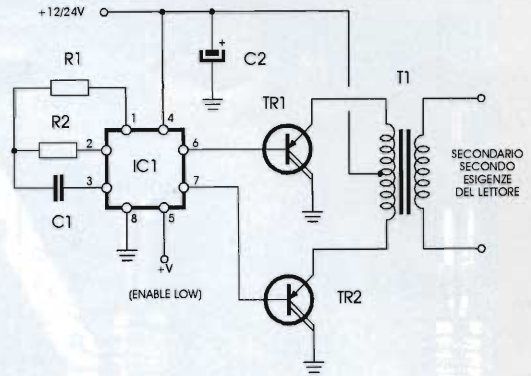 +12/24V
R1
C2
T1
TR1
R2
1
4
2
6
IC1
3
7
C1
8
5
+V
(ENABLE LOW)
TR2
SECONDARIO
SECONDO
ESIGENZE
DEL LETTORE
+